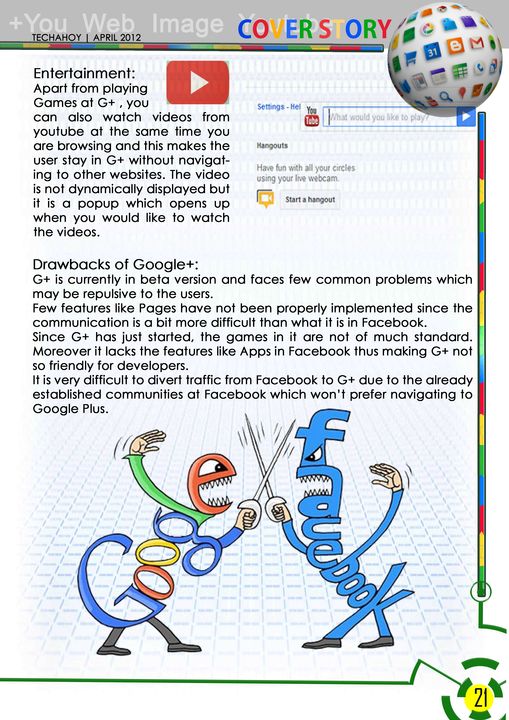 +You Web Image
TECHAHOY | APRIL 2012
COVER STORY
31
Entertainment:
Apart from playing
Games at G+ , you
can also watch videos from
youtube at the same time you
are browsing and this makes the
user stay in G+ without navigat-
ing to other websites. The video
is not dynamically displayed but
it is a popup which opens up
when you would like to watch
the videos.
Settings - Hel
You
Tube
What would you like to play?
Hangouts
Have fun with all your circles
using your live webcam.
Start a hangout
Drawbacks of Google+:
G+ is currently in beta version and faces few common problems which
may be repulsive to the users.
Few features like Pages have not been properly implemented since the
communication is a bit more difficult than what it is in Facebook.
Since G+ has just started, the games in it are not of much standard.
Moreover it lacks the features like Apps in Facebook thus making G+ not
so friendly for developers.
It is very difficult to divert traffic from Facebook to G+ due to the already
established communities at Facebook which won't prefer navigating to
Google Plus.
Google
facebook
21